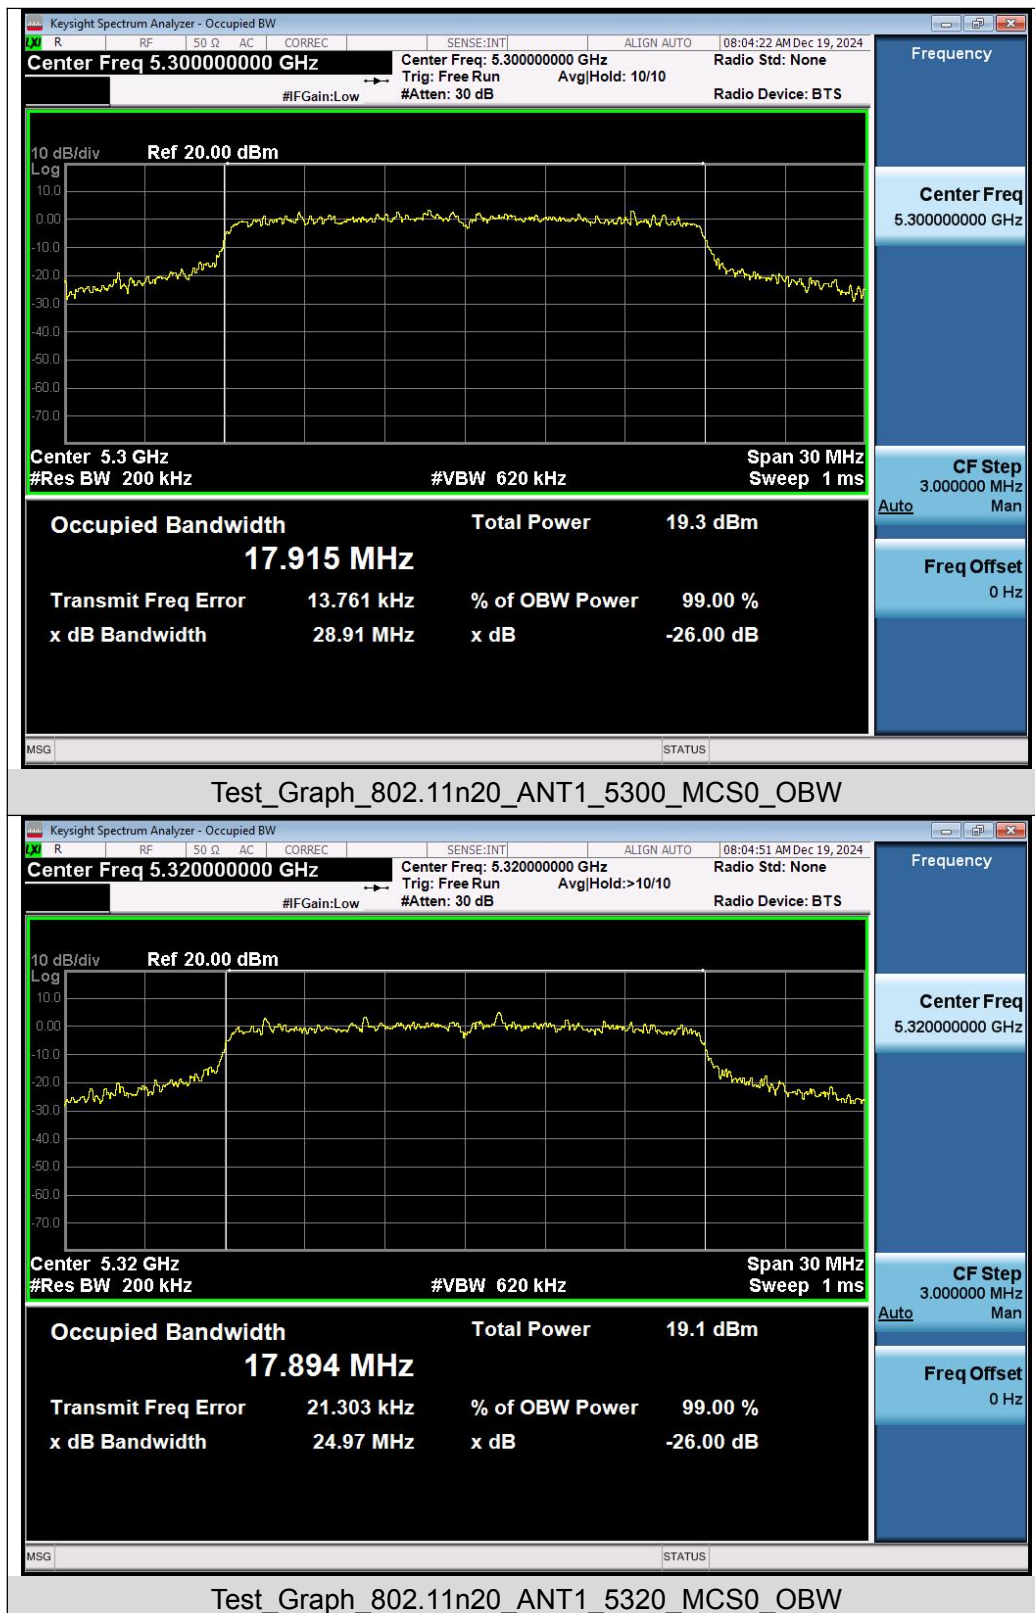 Keysight Spectrum Analyzer - Occupied BW
LXI R RF 50 Ω AC CORREC SENSE:INT ALIGN AUTO 08:04:22 AM Dec 19, 2024
Center Freq 5.300000000 GHz
Center Freq: 5.300000000 GHz Radio Std: None
Trig: Free Run Avg|Hold: 10/10
#IFGain:Low #Atten: 30 dB Radio Device: BTS
Frequency
10 dB/div Ref 20.00 dBm
Log
10.0
0.00
-10.0
-20.0
-30.0
-40.0
-50.0
-60.0
-70.0
Center Freq
5.300000000 GHz
Center 5.3 GHz Span 30 MHz
#Res BW 200 kHz #VBW 620 kHz Sweep 1 ms
CF Step
3.000000 MHz
Auto Man
Freq Offset
0 Hz
Occupied Bandwidth Total Power 19.3 dBm
17.915 MHz
Transmit Freq Error 13.761 kHz % of OBW Power 99.00 %
x dB Bandwidth 28.91 MHz x dB -26.00 dB
MSG STATUS
Test_Graph_802.11n20_ANT1_5300_MCS0_OBW
Keysight Spectrum Analyzer - Occupied BW
LXI R RF 50 Ω AC CORREC SENSE:INT ALIGN AUTO 08:04:51 AM Dec 19, 2024
Center Freq 5.320000000 GHz
Center Freq: 5.320000000 GHz Radio Std: None
Trig: Free Run Avg|Hold:>10/10
#IFGain:Low #Atten: 30 dB Radio Device: BTS
Frequency
10 dB/div Ref 20.00 dBm
Log
10.0
0.00
-10.0
-20.0
-30.0
-40.0
-50.0
-60.0
-70.0
Center Freq
5.320000000 GHz
Center 5.32 GHz Span 30 MHz
#Res BW 200 kHz #VBW 620 kHz Sweep 1 ms
CF Step
3.000000 MHz
Auto Man
Freq Offset
0 Hz
Occupied Bandwidth Total Power 19.1 dBm
17.894 MHz
Transmit Freq Error 21.303 kHz % of OBW Power 99.00 %
x dB Bandwidth 24.97 MHz x dB -26.00 dB
MSG STATUS
Test_Graph_802.11n20_ANT1_5320_MCS0_OBW